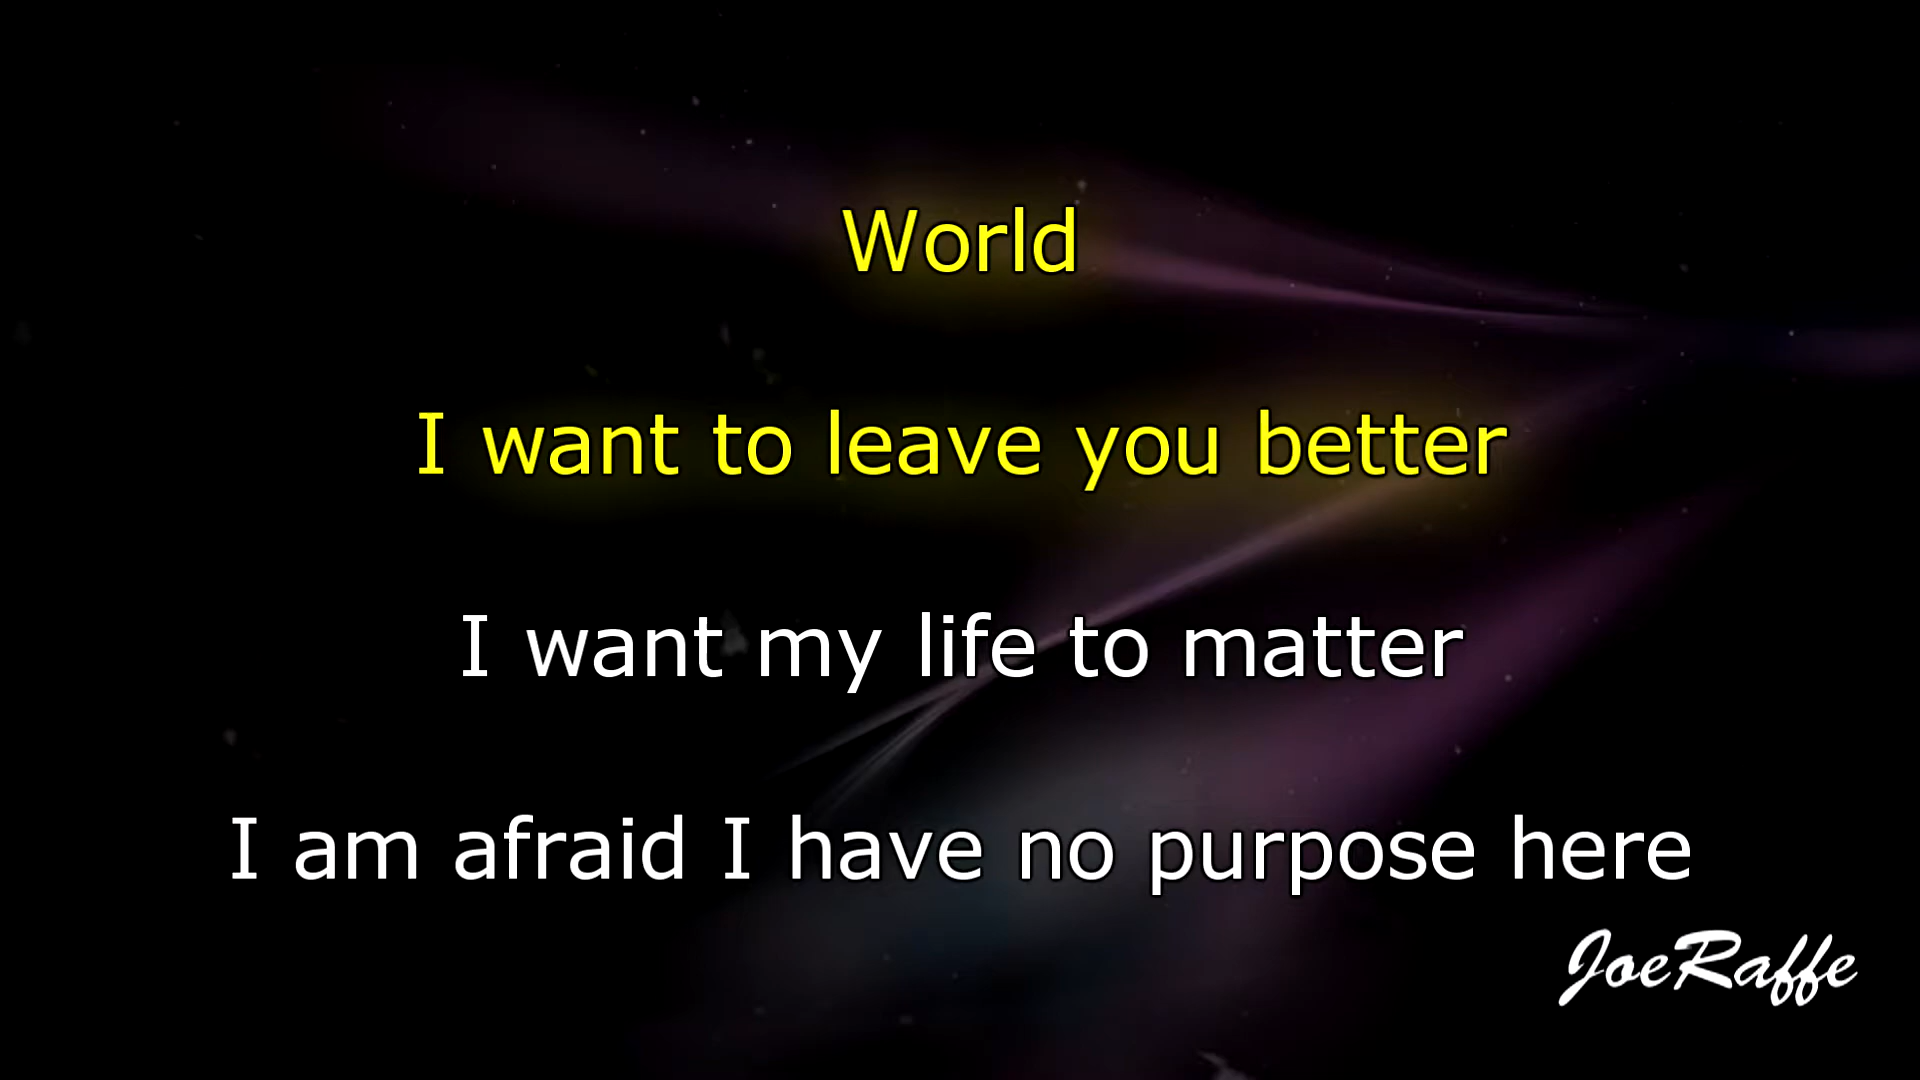 World
I want to leave you better
I want my life to matter
I am afraid I have no purpose here
JoeRaffe